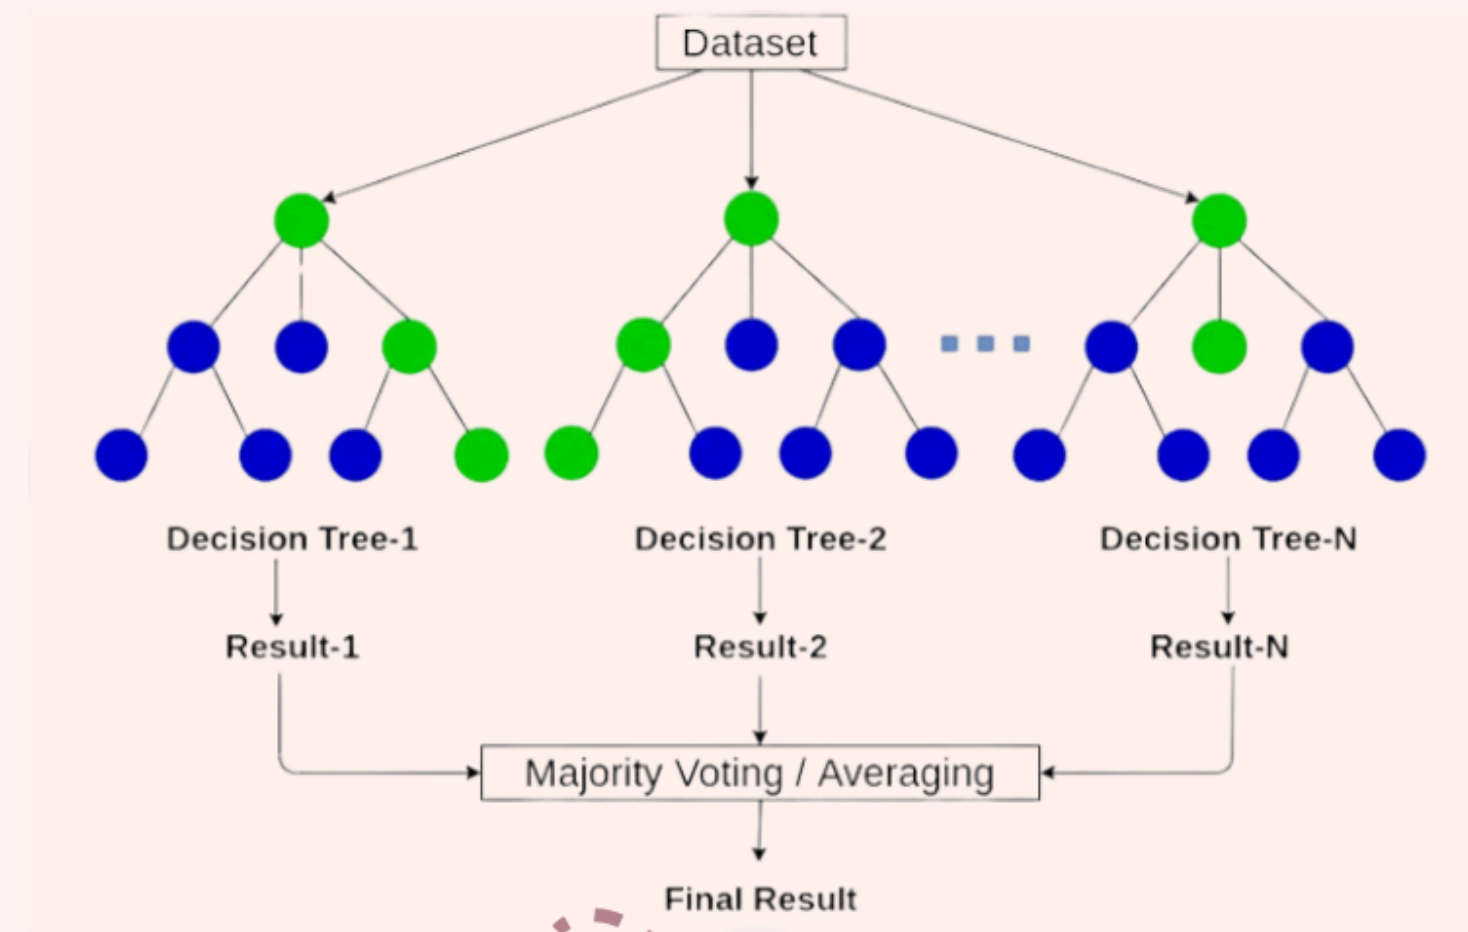 Dataset
Decision Tree-1
Decision Tree-2
Decision Tree-N
Result-1
Result-2
Result-N
Majority Voting / Averaging
Final Result